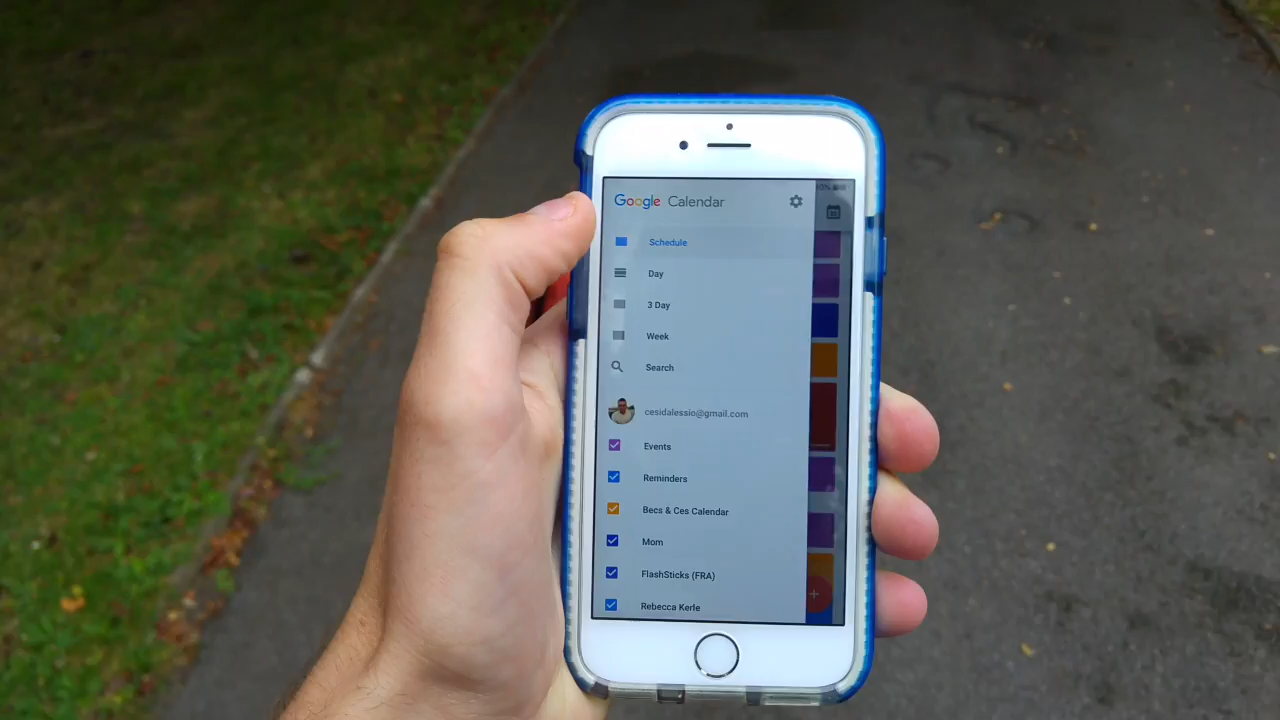 Google Calendar
Schedule
Day
3 Day
Week
Search
cesidalessio@gmail.com
Events
Reminders
Becs & Ces Calendar
Mom
FlashSticks (FRA)
Rebecca Kerle